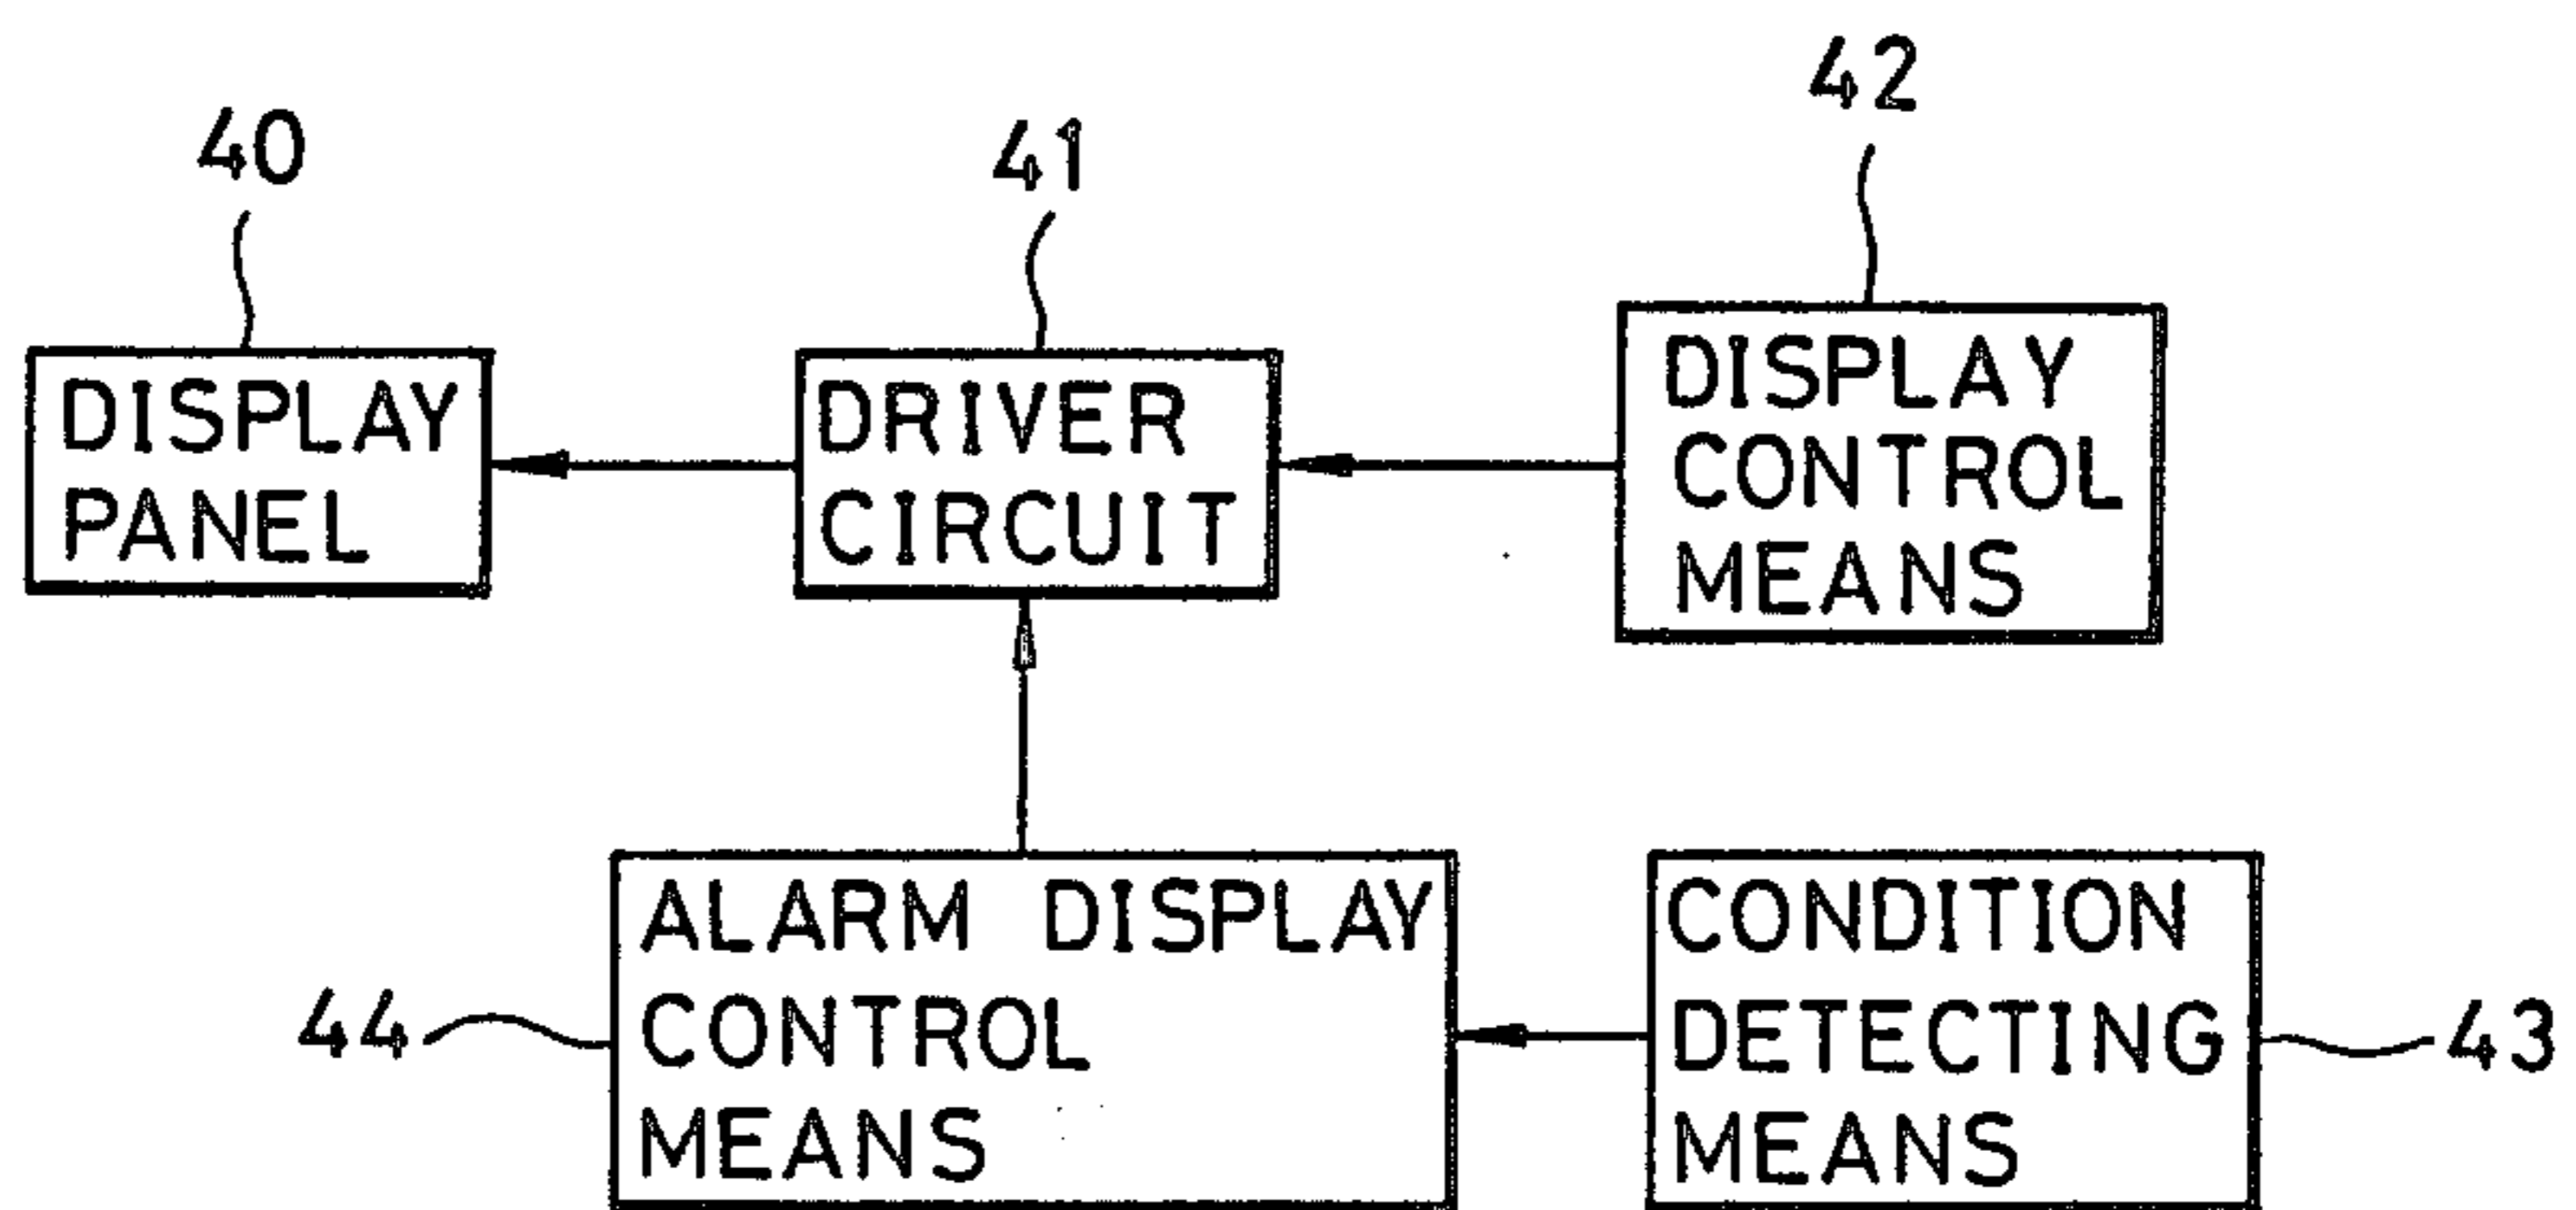 42
40
41
DISPLAY
PANEL
DRIVER
CIRCUIT
DISPLAY
CONTROL
MEANS
ALARM DISPLAY
CONTROL
MEANS
44
CONDITION
DETECTING
MEANS
43